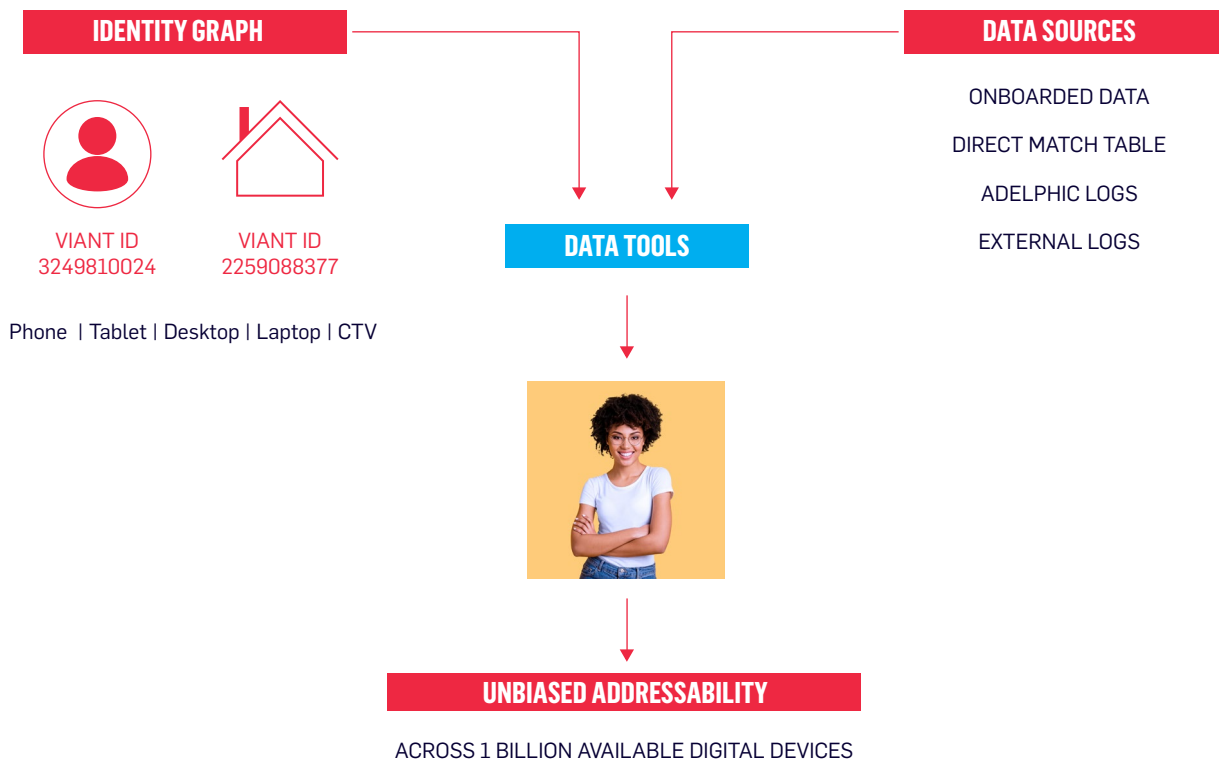 IDENTITY GRAPH
VIANT ID
3249810024
VIANT ID
2259088377
Phone | Tablet | Desktop | Laptop | CTV
DATA TOOLS
DATA SOURCES
ONBOARDED DATA
DIRECT MATCH TABLE
ADELPHIC LOGS
EXTERNAL LOGS
UNBIASED ADDRESSABILITY
ACROSS 1 BILLION AVAILABLE DIGITAL DEVICES